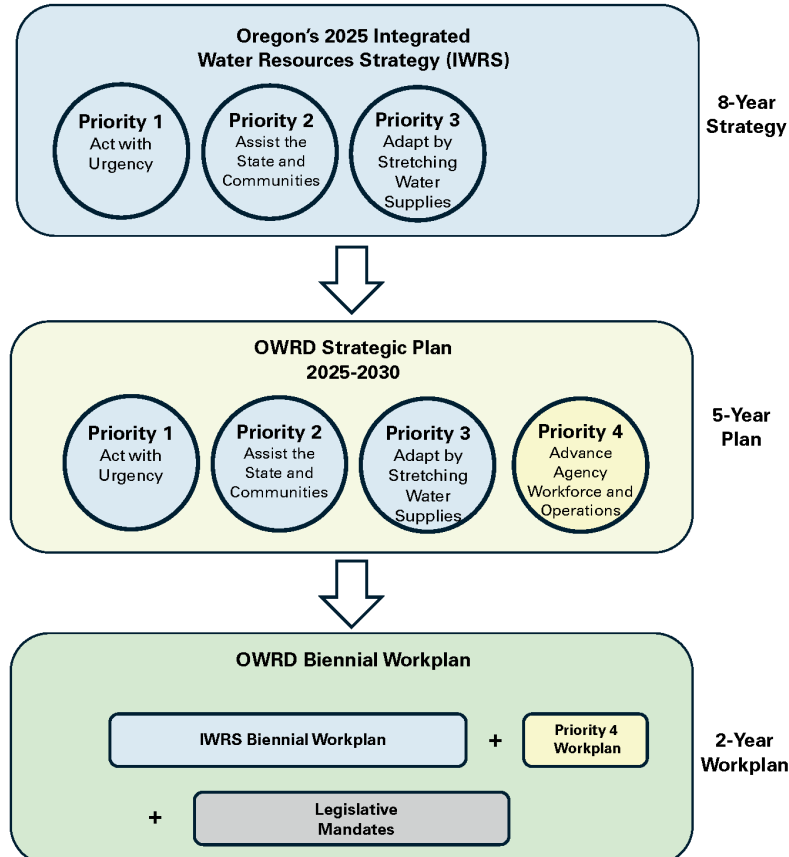 Oregon's 2025 Integrated
Water Resources Strategy (IWRS)
Priority 1
Act with
Urgency
Priority 2
Assist the
State and
Communities
Priority 3
Adapt by
Stretching
Water
Supplies
8-Year
Strategy
OWRD Strategic Plan
2025-2030
Priority 1
Act with
Urgency
Priority 2
Assist the
State and
Communities
Priority 3
Adapt by
Stretching
Water
Supplies
Priority 4
Advance
Agency
Workforce and
Operations
5-Year
Plan
OWRD Biennial Workplan
IWRS Biennial Workplan
+
Priority 4
Workplan
+
Legislative
Mandates
2-Year
Workplan